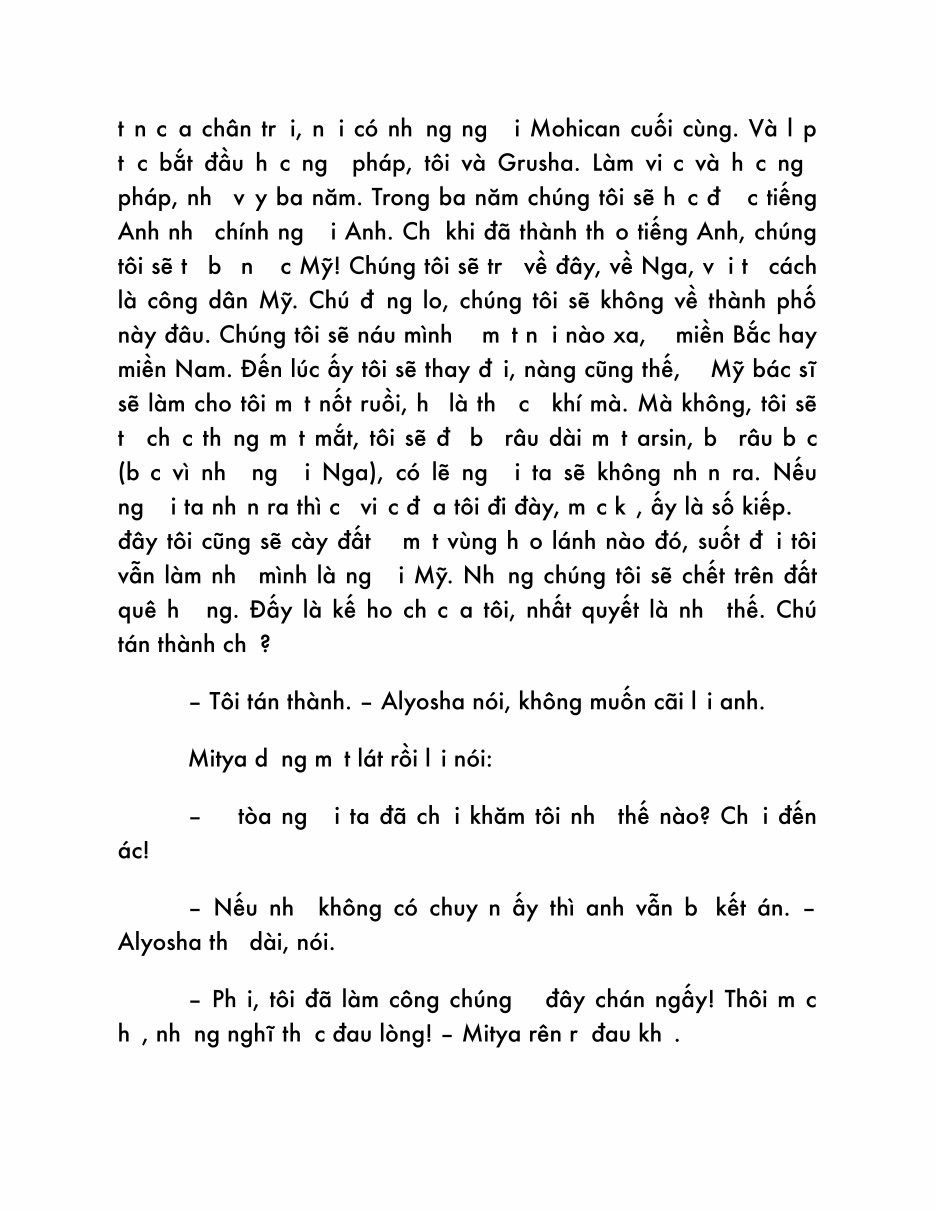 t n c a chân tr i, n i có nh ng ng i Mohican cuối cùng. Và l p
t c bắt đầu h c ng pháp, tôi và Grusha. Làm vi c và h c ng
pháp, nh v y ba năm. Trong ba năm chúng tôi sẽ h c đ c tiếng
Anh nh chính ng i Anh. Ch khi đã thành th o tiếng Anh, chúng
tôi sẽ t b n c Mỹ! Chúng tôi sẽ tr về đây, về Nga, v i t cách
là công dân Mỹ. Chú đ ng lo, chúng tôi sẽ không về thành phố
này đâu. Chúng tôi sẽ náu mình m t n i nào xa, miền Bắc hay
miền Nam. Đến lúc ấy tôi sẽ thay đ i, nàng cũng thế, Mỹ bác sĩ
sẽ làm cho tôi m t nốt ruồi, h là th c khí mà. Mà không, tôi sẽ
t ch c th ng m t mắt, tôi sẽ đ b râu dài m t arsin, b râu b c
(b c vì nh ng i Nga), có lẽ ng i ta sẽ không nh n ra. Nếu
ng i ta nh n ra thì c vi c đ a tôi đi đày, m c k , ấy là số kiếp.
đây tôi cũng sẽ cày đất m t vùng h o lánh nào đó, suốt đ i tôi
vẫn làm nh mình là ng i Mỹ. Nh ng chúng tôi sẽ chết trên đất
quê h ng. Đấy là kế ho ch c a tôi, nhất quyết là nh thế. Chú
tán thành ch ?
– Tôi tán thành. – Alyosha nói, không muốn cãi l i anh.
Mitya d ng m t lát rồi l i nói:
– tòa ng i ta đã ch i khăm tôi nh thế nào? Ch i đến
ác!
– Nếu nh không có chuy n ấy thì anh vẫn b kết án. –
Alyosha th dài, nói.
– Ph i, tôi đã làm công chúng đây chán ngấy! Thôi m c
h , nh ng nghĩ th c đau lòng! – Mitya rên r đau kh .